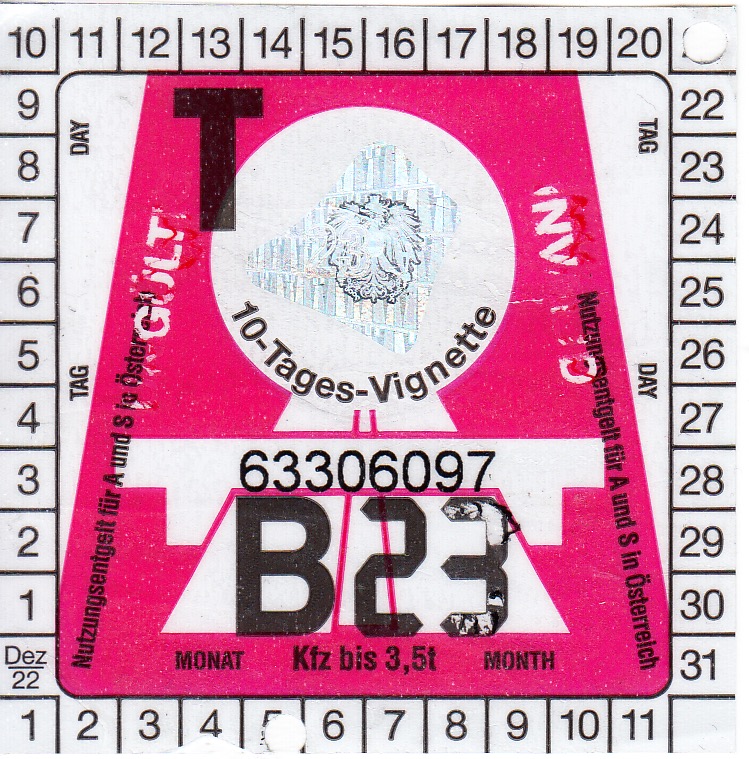 10 11 12 13 14 15 16 17 18 19 20
9 22
8 23
7 24
6 25
5 26
4 27
3 28
2 29
1 30
Dez
22
31
1 2 3 4 5 6 7 8 9 10 11
DAY
TAG
TAG
DAY
T
GÜLT
10-Tages-Vignette
Nutzungsentgelt für A und S in Österreich
Nutzungsentgelt für A und S in Österreich
63306097
B23
MONAT Kfz bis 3,5t MONTH